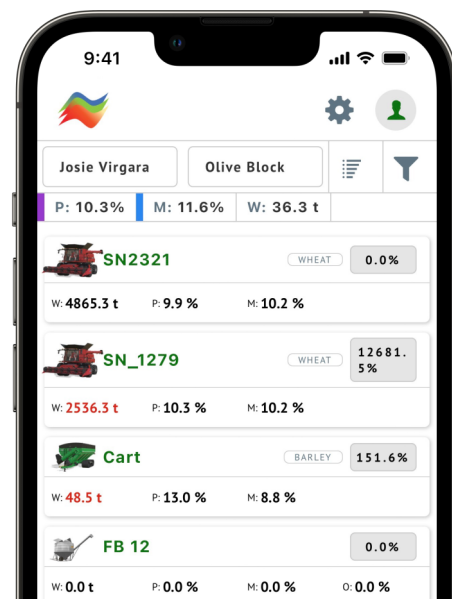 9:41
Josie Virgara Olive Block
P: 10.3% M: 11.6% W: 36.3 t
SN2321 WHEAT 0.0%
W: 4865.3 t P: 9.9 % M: 10.2 %
SN_1279 WHEAT 12681.
5%
W: 2536.3 t P: 10.3 % M: 10.2 %
Cart BARLEY 151.6%
W: 48.5 t P: 13.0 % M: 8.8 %
FB 12 0.0%
W: 0.0 t P: 0.0 % M: 0.0 % O: 0.0 %